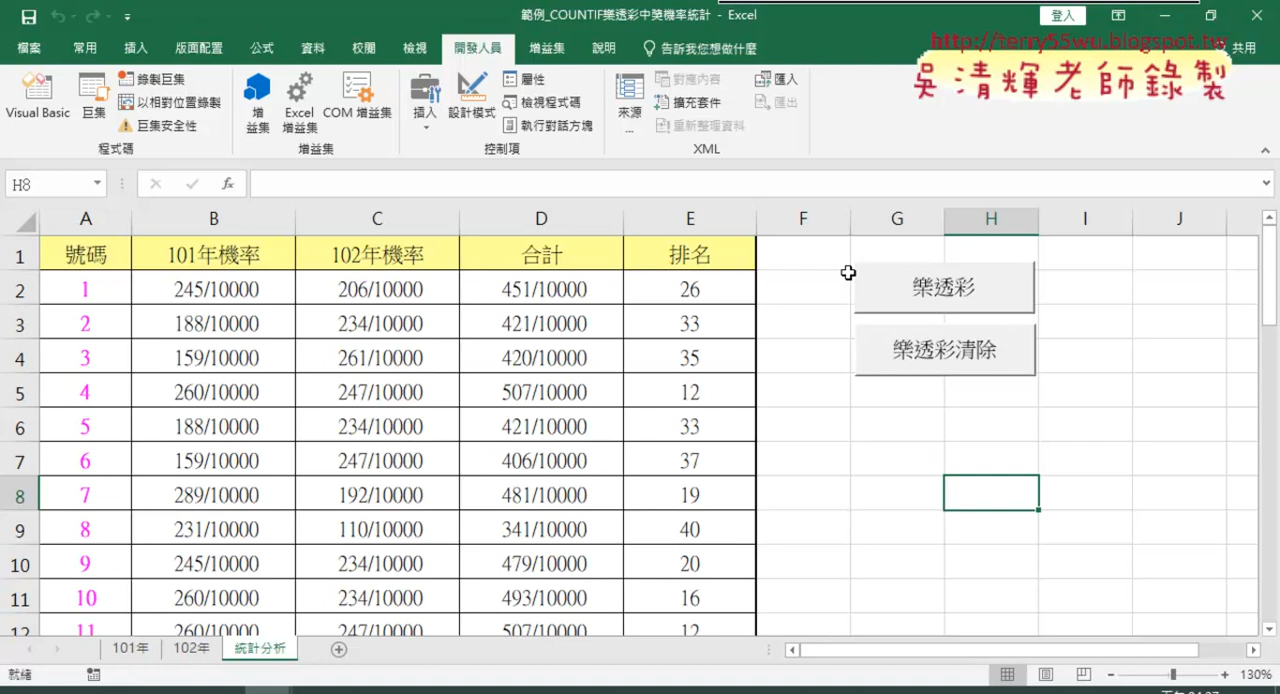 範例_COUNTIF樂透彩中獎機率統計 - Excel
登入
檔案 常用 插入 版面配置 公式 資料 校閱 檢視 開發人員 增益集 說明 告訴我您想做什麼 共用
http://terry55wu.blogspot.tw
吳清輝老師錄製
Visual Basic
巨集
錄製巨集
以相對位置錄製
巨集安全性
程式碼
增益集
Excel 增益集
COM 增益集
增益集
插入
設計模式
屬性
檢視程式碼
執行對話方塊
控制項
來源...
對應內容
擴充套件
重新整理資料
匯入
匯出
XML
H8 fx
A B C D E F G H I J
1 號碼 101年機率 102年機率 合計 排名
2 1 245/10000 206/10000 451/10000 26
3 2 188/10000 234/10000 421/10000 33
4 3 159/10000 261/10000 420/10000 35
5 4 260/10000 247/10000 507/10000 12
6 5 188/10000 234/10000 421/10000 33
7 6 159/10000 247/10000 406/10000 37
8 7 289/10000 192/10000 481/10000 19
9 8 231/10000 110/10000 341/10000 40
10 9 245/10000 234/10000 479/10000 20
11 10 260/10000 234/10000 493/10000 16
12 11 260/10000 247/10000 507/10000 12
樂透彩
樂透彩清除
101年 102年 統計分析
就緒
130%